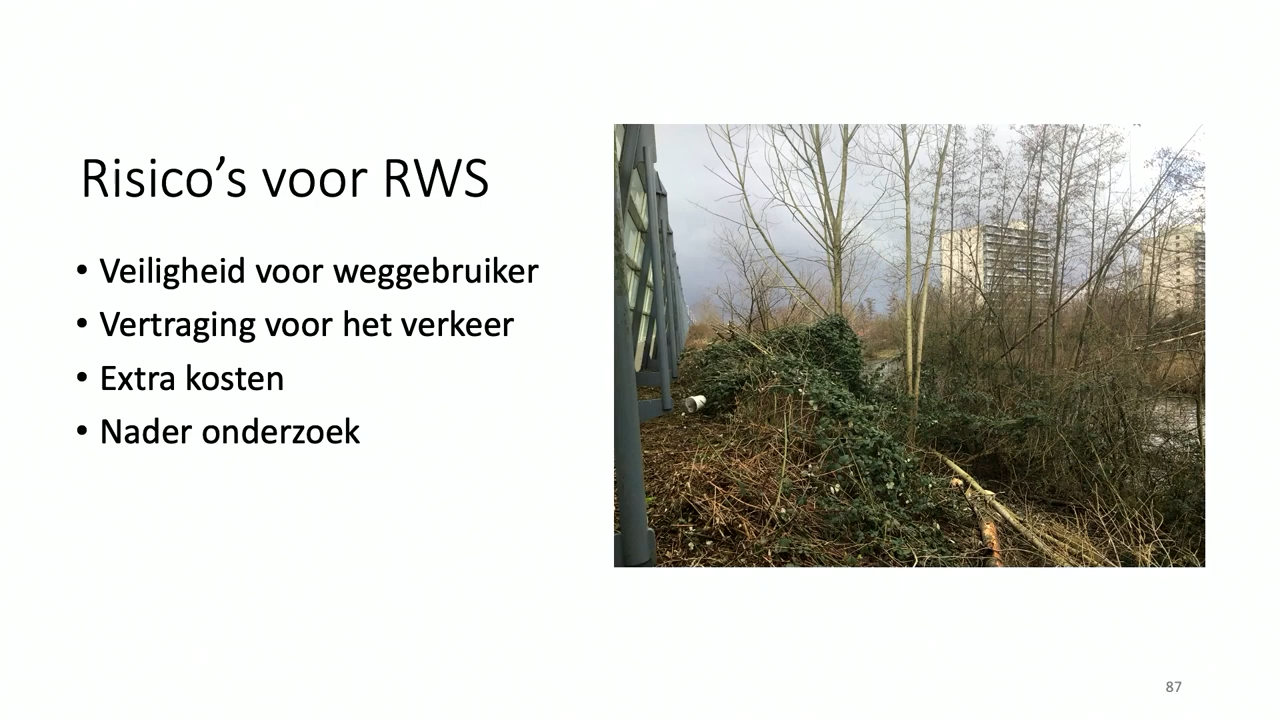 Risico’s voor RWS
• Veiligheid voor weggebruiker
• Vertraging voor het verkeer
• Extra kosten
• Nader onderzoek
87